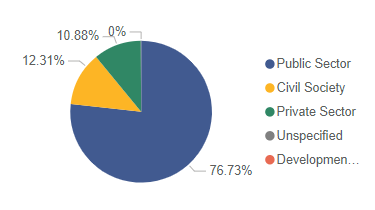 10.88%
0%
12.31%
76.73%
Public Sector
Civil Society
Private Sector
Unspecified
Developmen...